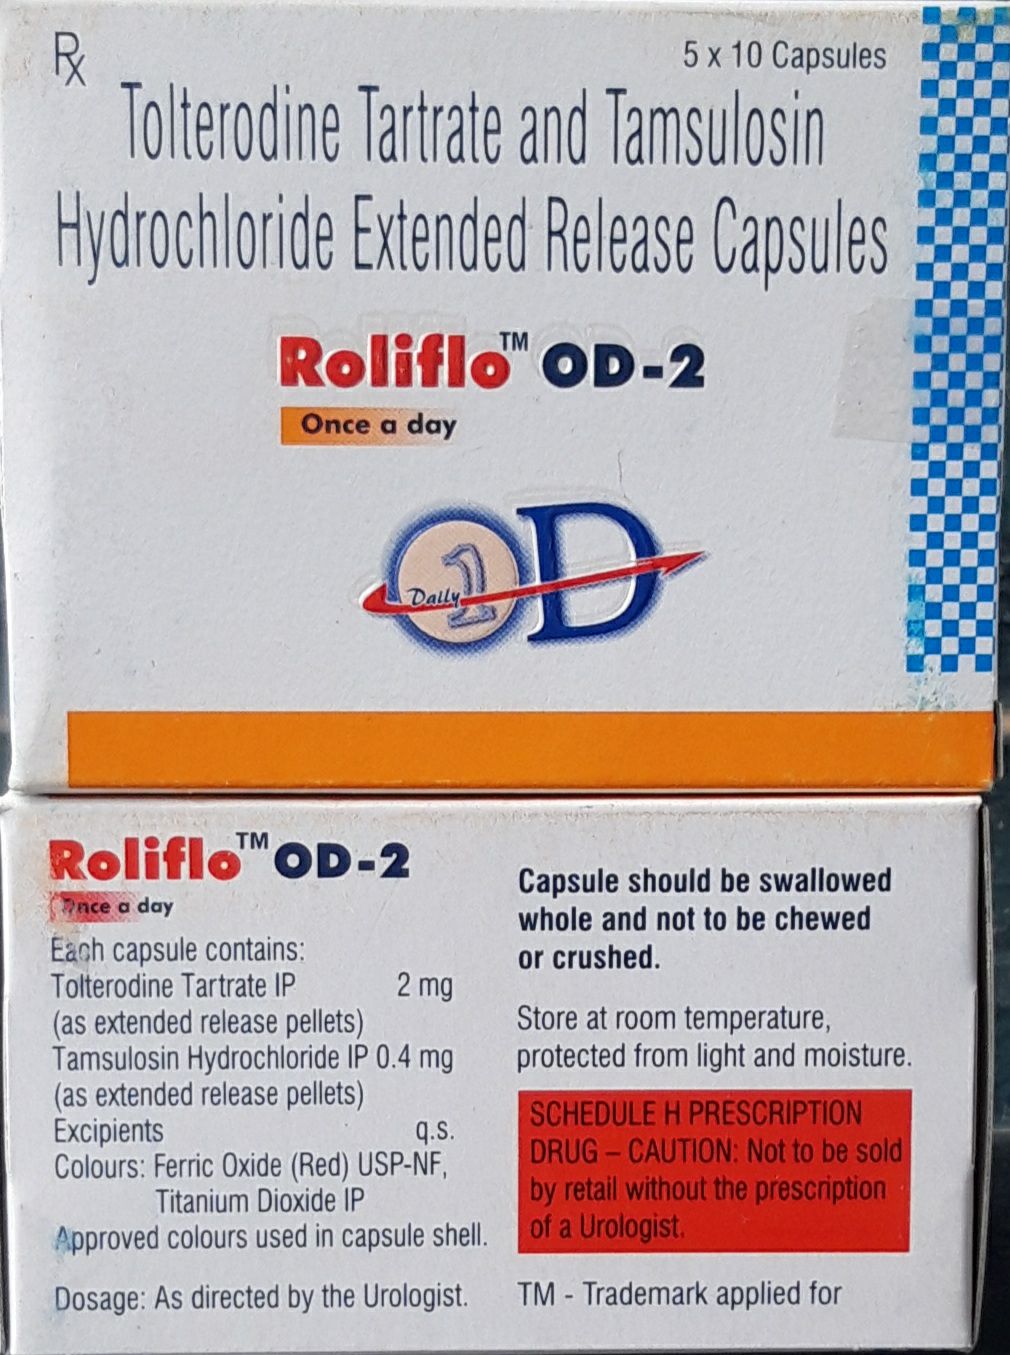 Rx
5 x 10 Capsules
Tolterodine Tartrate and Tamsulosin
Hydrochloride Extended Release Capsules
Roliflo™ OD-2
Once a day
Daily 1 OD
Roliflo™ OD-2
Once a day
Each capsule contains:
Tolterodine Tartrate IP 2 mg
(as extended release pellets)
Tamsulosin Hydrochloride IP 0.4 mg
(as extended release pellets)
Excipients q.s.
Colours: Ferric Oxide (Red) USP-NF,
Titanium Dioxide IP
Approved colours used in capsule shell.
Dosage: As directed by the Urologist.
Capsule should be swallowed
whole and not to be chewed
or crushed.
Store at room temperature,
protected from light and moisture.
SCHEDULE H PRESCRIPTION
DRUG – CAUTION: Not to be sold
by retail without the prescription
of a Urologist.
TM - Trademark applied for